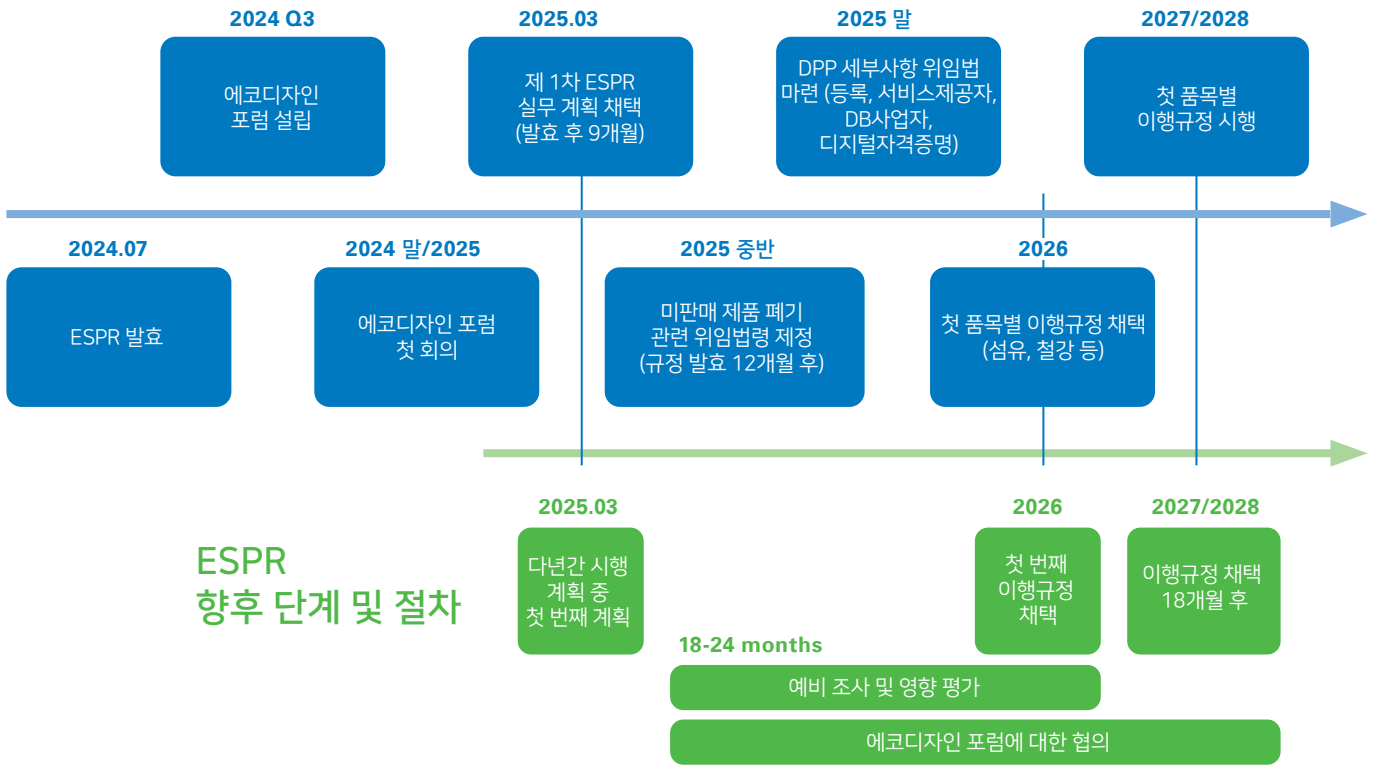 2024 Q3
에코디자인
포럼 설립
2025.03
제 1차 ESPR
실무 계획 채택
(발효 후 9개월)
2025 말
DPP 세부사항 위임법
마련 (등록, 서비스제공자,
DB사업자,
디지털자격증명)
2027/2028
첫 품목별
이행규정 시행
2024.07
ESPR 발효
2024 말/2025
에코디자인 포럼
첫 회의
2025 중반
미판매 제품 폐기
관련 위임법령 제정
(규정 발효 12개월 후)
2026
첫 품목별 이행규정 채택
(섬유, 철강 등)
ESPR
향후 단계 및 절차
2025.03
다년간 시행
계획 중
첫 번째 계획
2026
첫 번째
이행규정
채택
2027/2028
이행규정 채택
18개월 후
18-24 months
예비 조사 및 영향 평가
에코디자인 포럼에 대한 협의